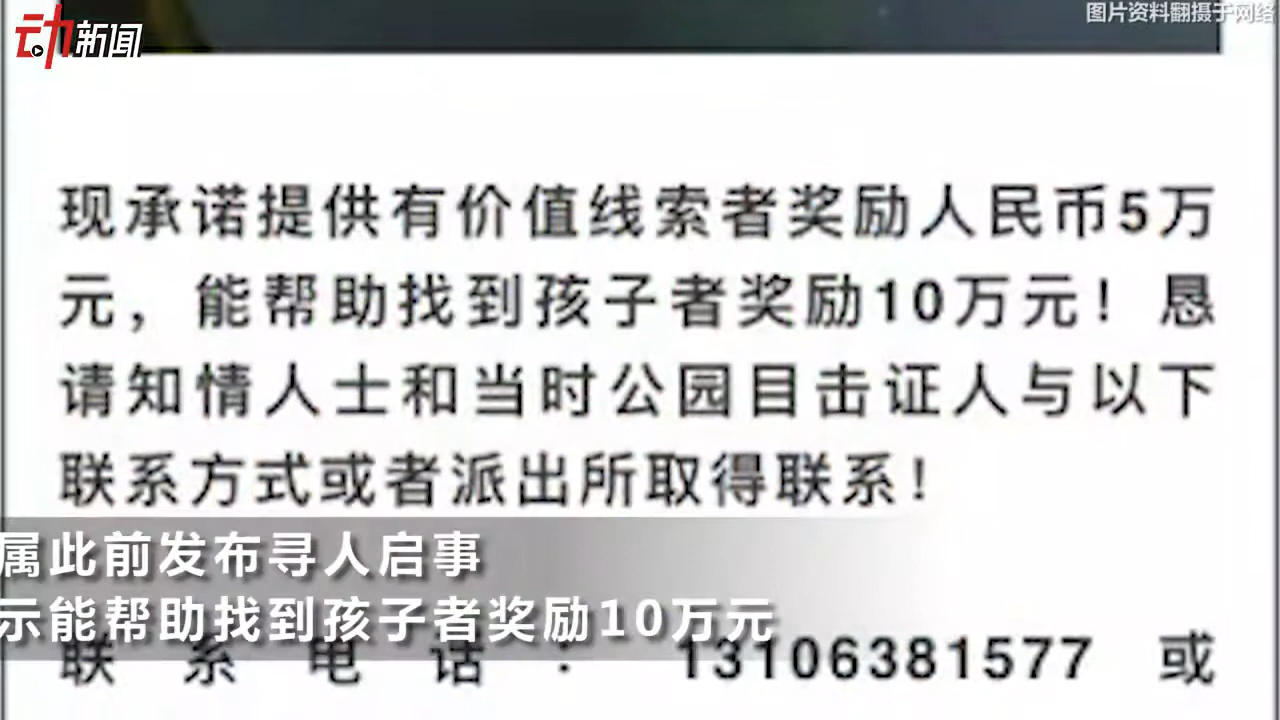 动新闻
图片资料翻摄于网络
现承诺提供有价值线索者奖励人民币5万
元，能帮助找到孩子者奖励10万元！恳
请知情人士和当时公园目击证人与以下
联系方式或者派出所取得联系！
属此前发布寻人启事
示能帮助找到孩子者奖励10万元
联系电话：13106381577 或